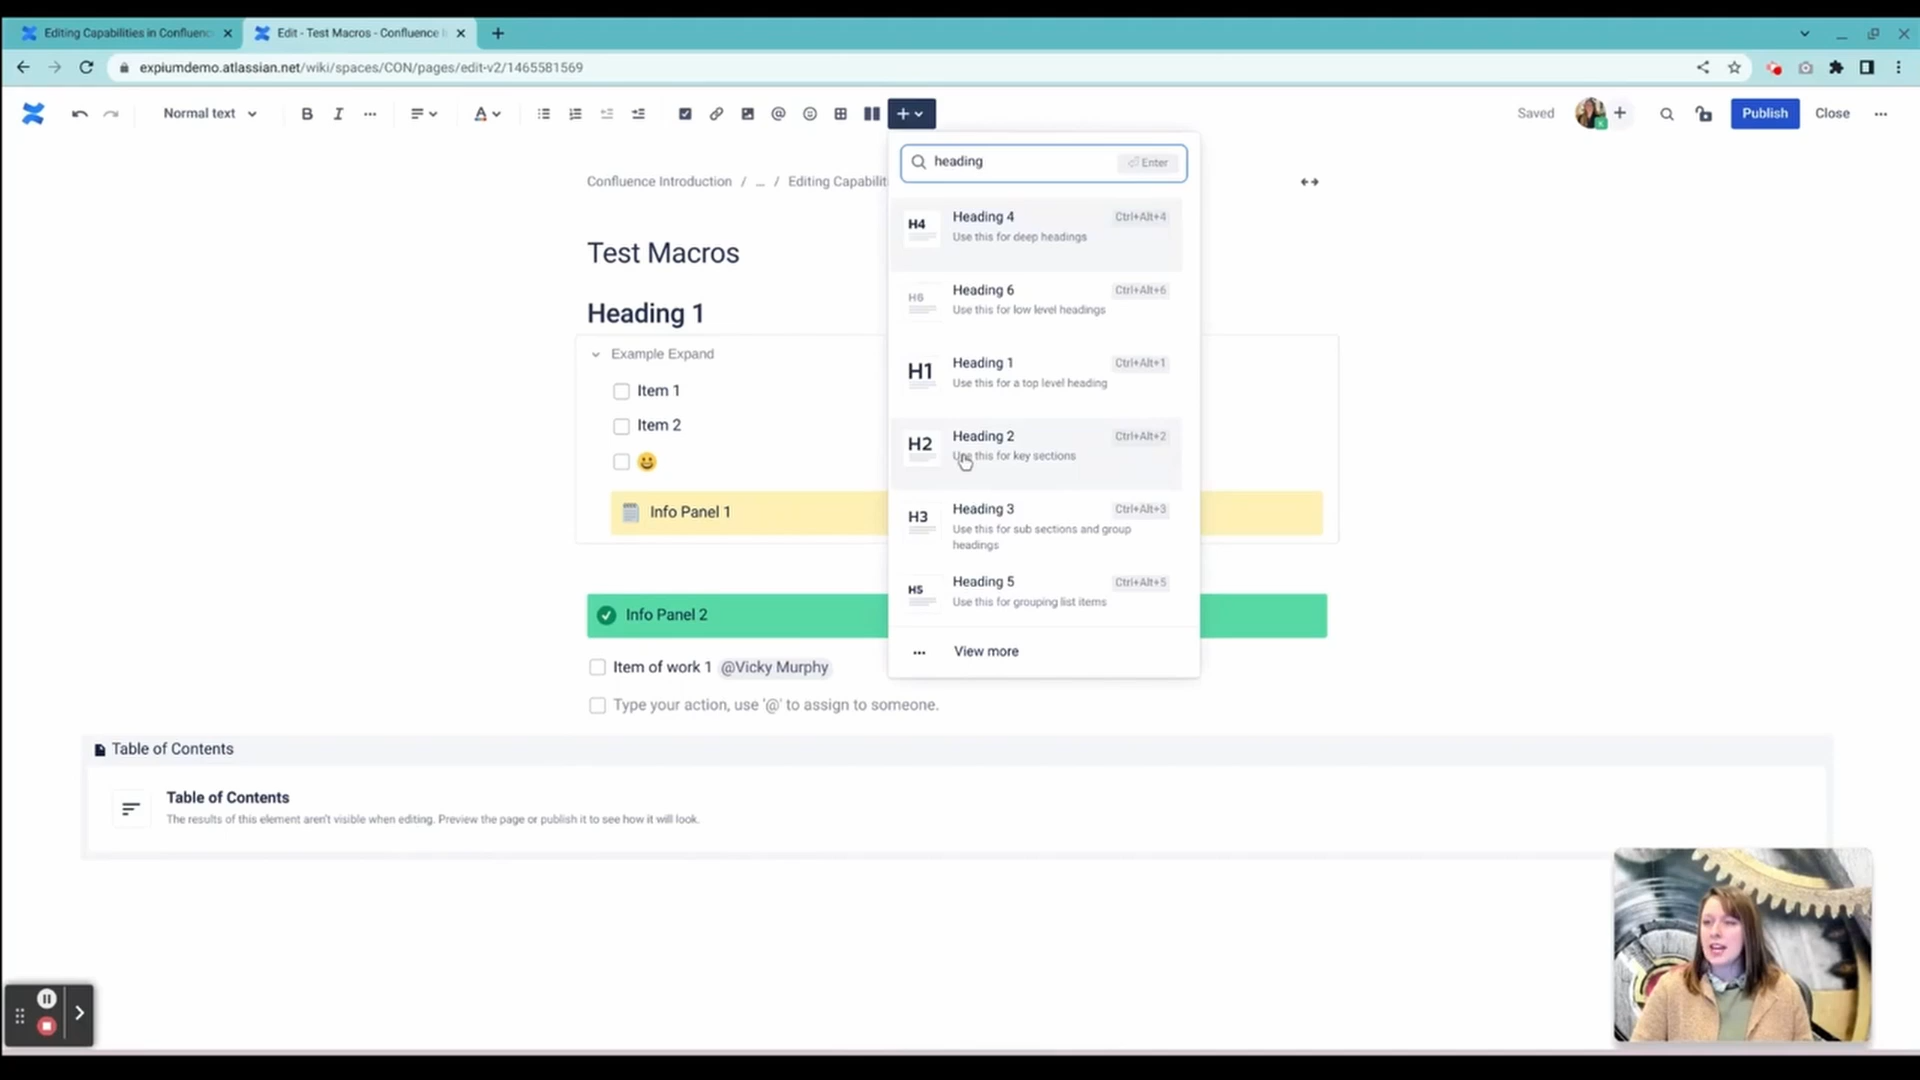 Editing Capabilities in Confluenc
Edit - Test Macros - Confluence
expiumdemo.atlassian.net/wiki/spaces/CON/pages/edit-v2/1465581569
Normal text
B
I
A
@
Saved
K
Publish
Close
heading
Enter
Confluence Introduction / ... / Editing Capabiliti
Test Macros
Heading 1
Example Expand
Item 1
Item 2
Info Panel 1
Info Panel 2
Item of work 1 @Vicky Murphy
Type your action, use '@' to assign to someone.
H4
Heading 4
Ctrl+Alt+4
Use this for deep headings
H6
Heading 6
Ctrl+Alt+6
Use this for low level headings
H1
Heading 1
Ctrl+Alt+1
Use this for a top level heading
H2
Heading 2
Ctrl+Alt+2
Use this for key sections
H3
Heading 3
Ctrl+Alt+3
Use this for sub sections and group
headings
H5
Heading 5
Ctrl+Alt+5
Use this for grouping list items
View more
Table of Contents
Table of Contents
The results of this element aren't visible when editing. Preview the page or publish it to see how it will look.